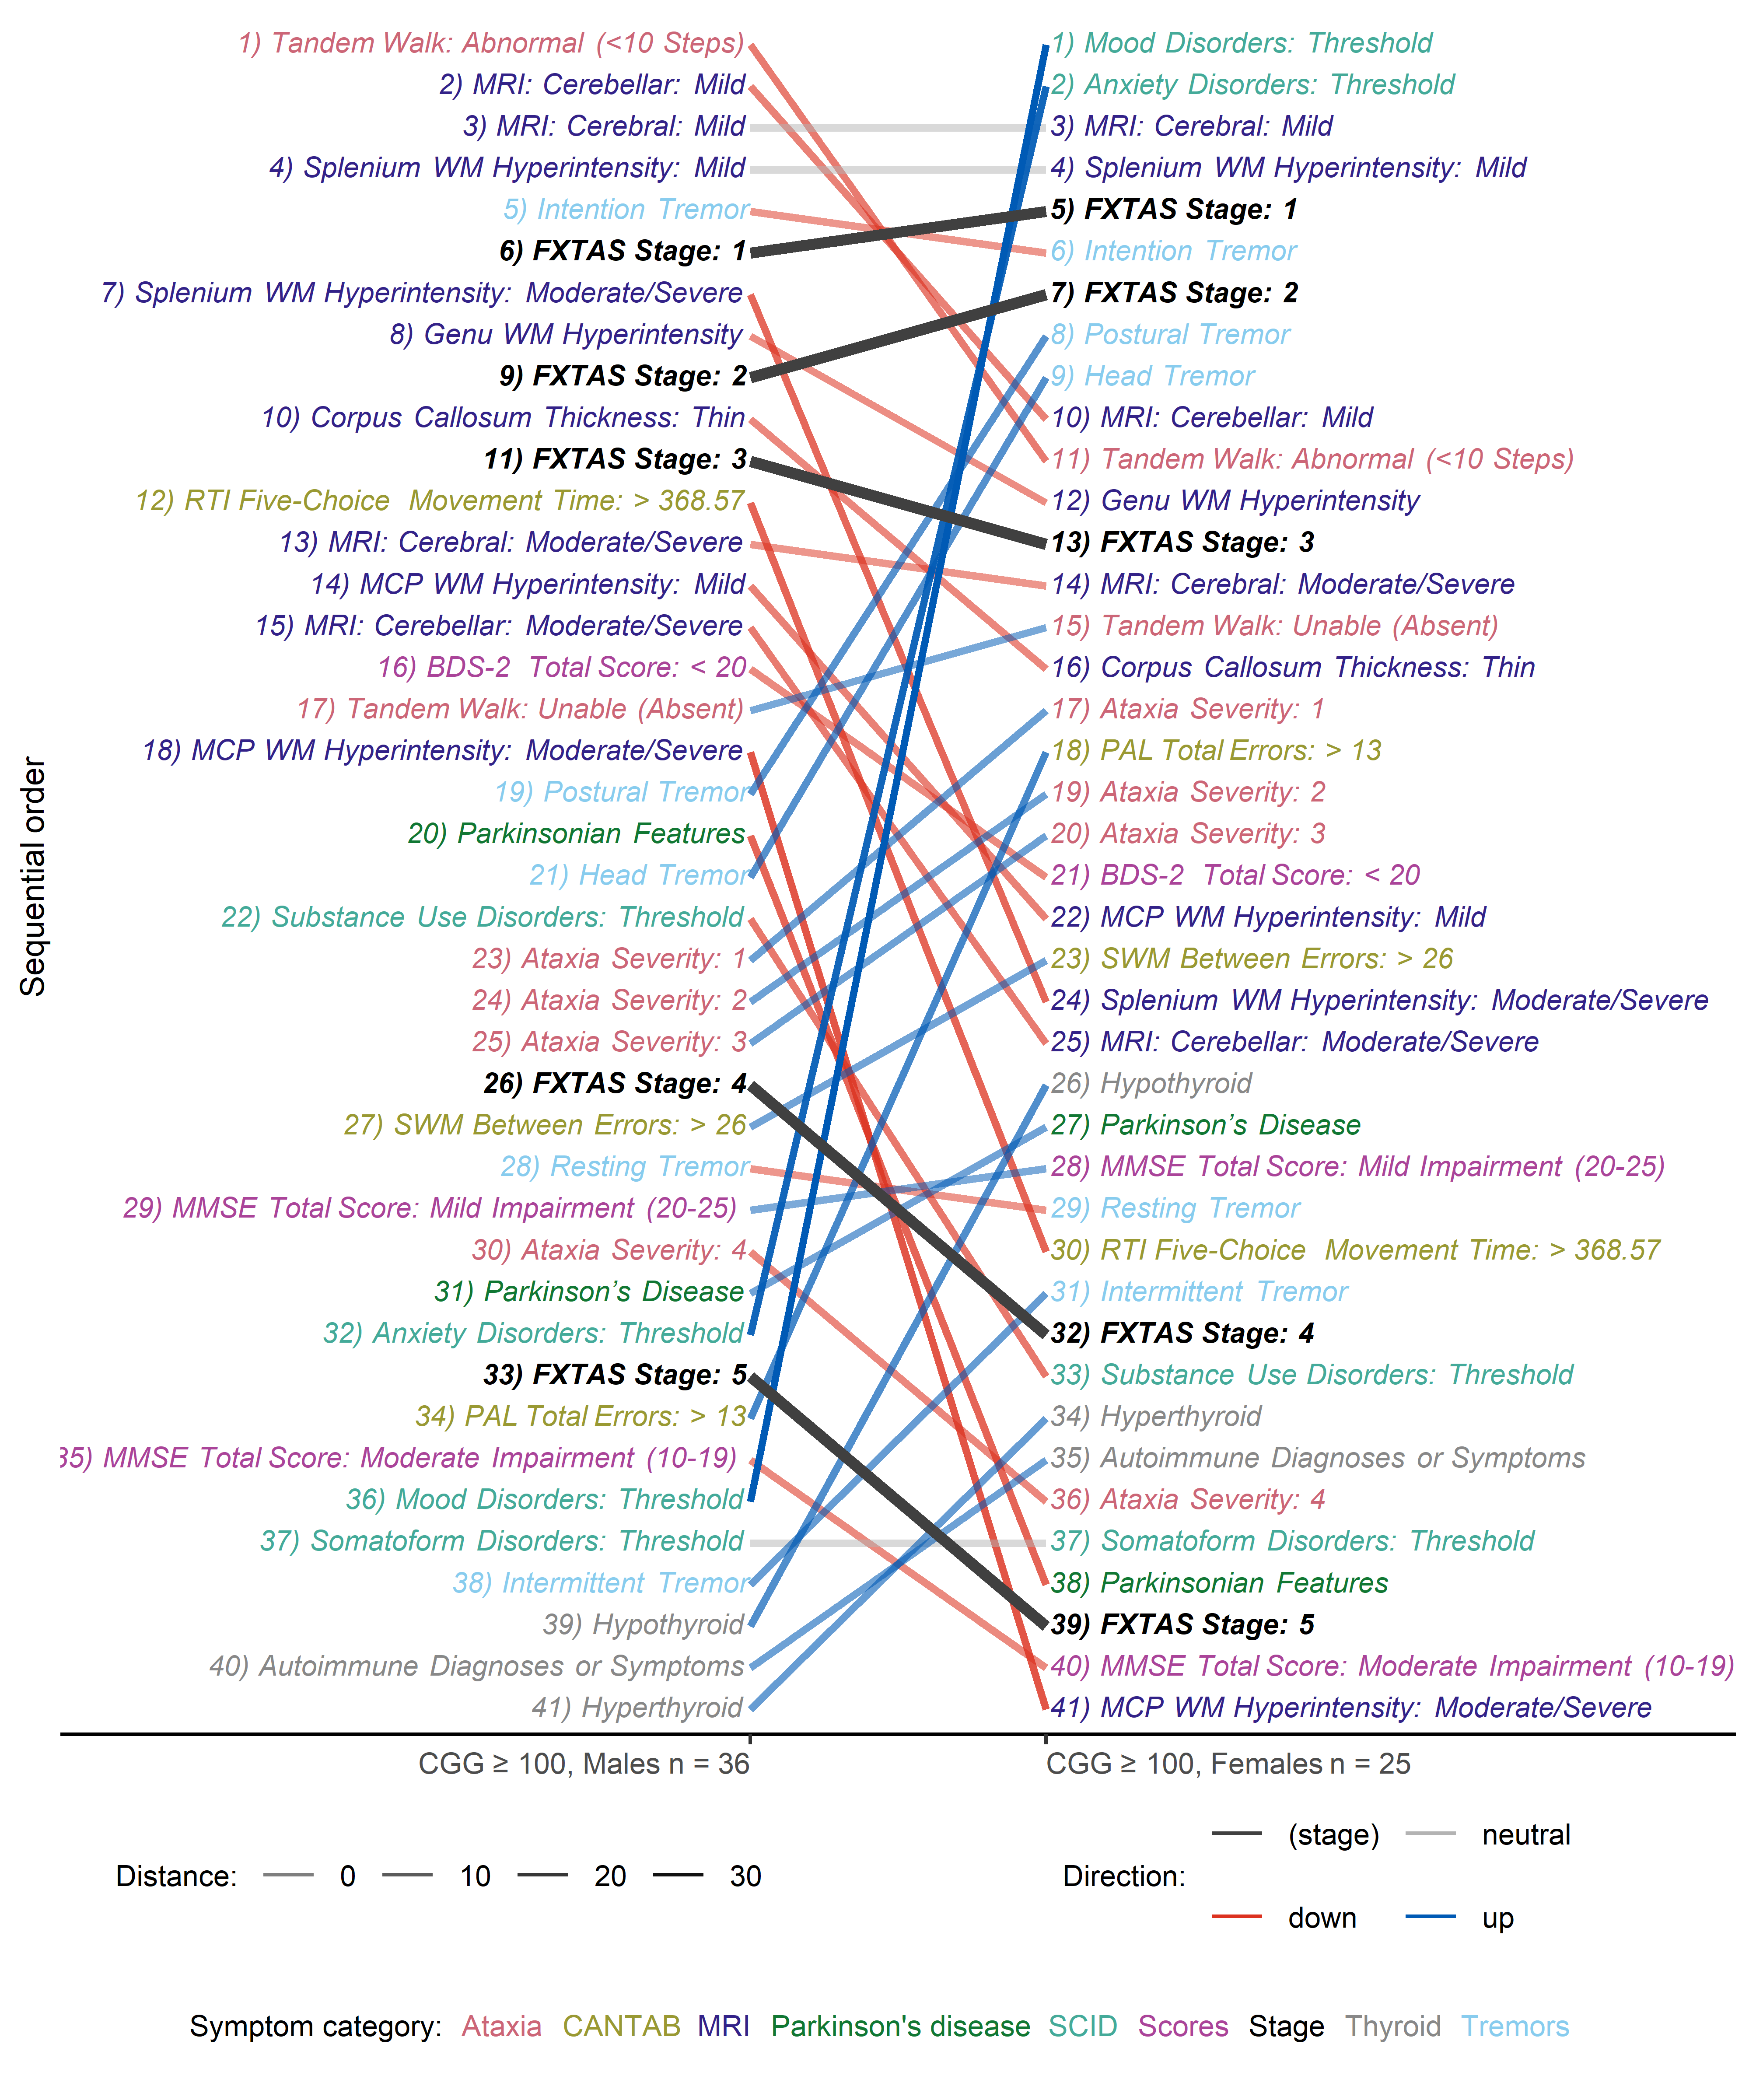 1) Tandem Walk: Abnormal (<10 Steps)
2) MRI: Cerebellar: Mild
3) MRI: Cerebral: Mild
4) Splenium WM Hyperintensity: Mild
5) Intention Tremor
6) FXTAS Stage: 1
7) Splenium WM Hyperintensity: Moderate/Severe
8) Genu WM Hyperintensity
9) FXTAS Stage: 2
10) Corpus Callosum Thickness: Thin
11) FXTAS Stage: 3
12) RTI Five-Choice Movement Time: > 368.57
13) MRI: Cerebral: Moderate/Severe
14) MCP WM Hyperintensity: Mild
15) MRI: Cerebellar: Moderate/Severe
16) BDS-2 Total Score: < 20
17) Tandem Walk: Unable (Absent)
18) MCP WM Hyperintensity: Moderate/Severe
19) Postural Tremor
20) Parkinsonian Features
21) Head Tremor
22) Substance Use Disorders: Threshold
23) Ataxia Severity: 1
24) Ataxia Severity: 2
25) Ataxia Severity: 3
26) FXTAS Stage: 4
27) SWM Between Errors: > 26
28) Resting Tremor
29) MMSE Total Score: Mild Impairment (20-25)
30) Ataxia Severity: 4
31) Parkinson's Disease
32) Anxiety Disorders: Threshold
33) FXTAS Stage: 5
34) PAL Total Errors: > 13
35) MMSE Total Score: Moderate Impairment (10-19)
36) Mood Disorders: Threshold
37) Somatoform Disorders: Threshold
38) Intermittent Tremor
39) Hypothyroid
40) Autoimmune Diagnoses or Symptoms
41) Hyperthyroid
1) Mood Disorders: Threshold
2) Anxiety Disorders: Threshold
3) MRI: Cerebral: Mild
4) Splenium WM Hyperintensity: Mild
5) FXTAS Stage: 1
6) Intention Tremor
7) FXTAS Stage: 2
8) Postural Tremor
9) Head Tremor
10) MRI: Cerebellar: Mild
11) Tandem Walk: Abnormal (<10 Steps)
12) Genu WM Hyperintensity
13) FXTAS Stage: 3
14) MRI: Cerebral: Moderate/Severe
15) Tandem Walk: Unable (Absent)
16) Corpus Callosum Thickness: Thin
17) Ataxia Severity: 1
18) PAL Total Errors: > 13
19) Ataxia Severity: 2
20) Ataxia Severity: 3
21) BDS-2 Total Score: < 20
22) MCP WM Hyperintensity: Mild
23) SWM Between Errors: > 26
24) Splenium WM Hyperintensity: Moderate/Severe
25) MRI: Cerebellar: Moderate/Severe
26) Hypothyroid
27) Parkinson's Disease
28) MMSE Total Score: Mild Impairment (20-25)
29) Resting Tremor
30) RTI Five-Choice Movement Time: > 368.57
31) Intermittent Tremor
32) FXTAS Stage: 4
33) Substance Use Disorders: Threshold
34) Hyperthyroid
35) Autoimmune Diagnoses or Symptoms
36) Ataxia Severity: 4
37) Somatoform Disorders: Threshold
38) Parkinsonian Features
39) FXTAS Stage: 5
40) MMSE Total Score: Moderate Impairment (10-19)
41) MCP WM Hyperintensity: Moderate/Severe
Sequential order
CGG ≥ 100, Males n = 36
CGG ≥ 100, Females n = 25
Distance: 0 10 20 30
Direction: (stage) neutral
down up
Symptom category: Ataxia CANTAB MRI Parkinson's disease SCID Scores Stage Thyroid Tremors